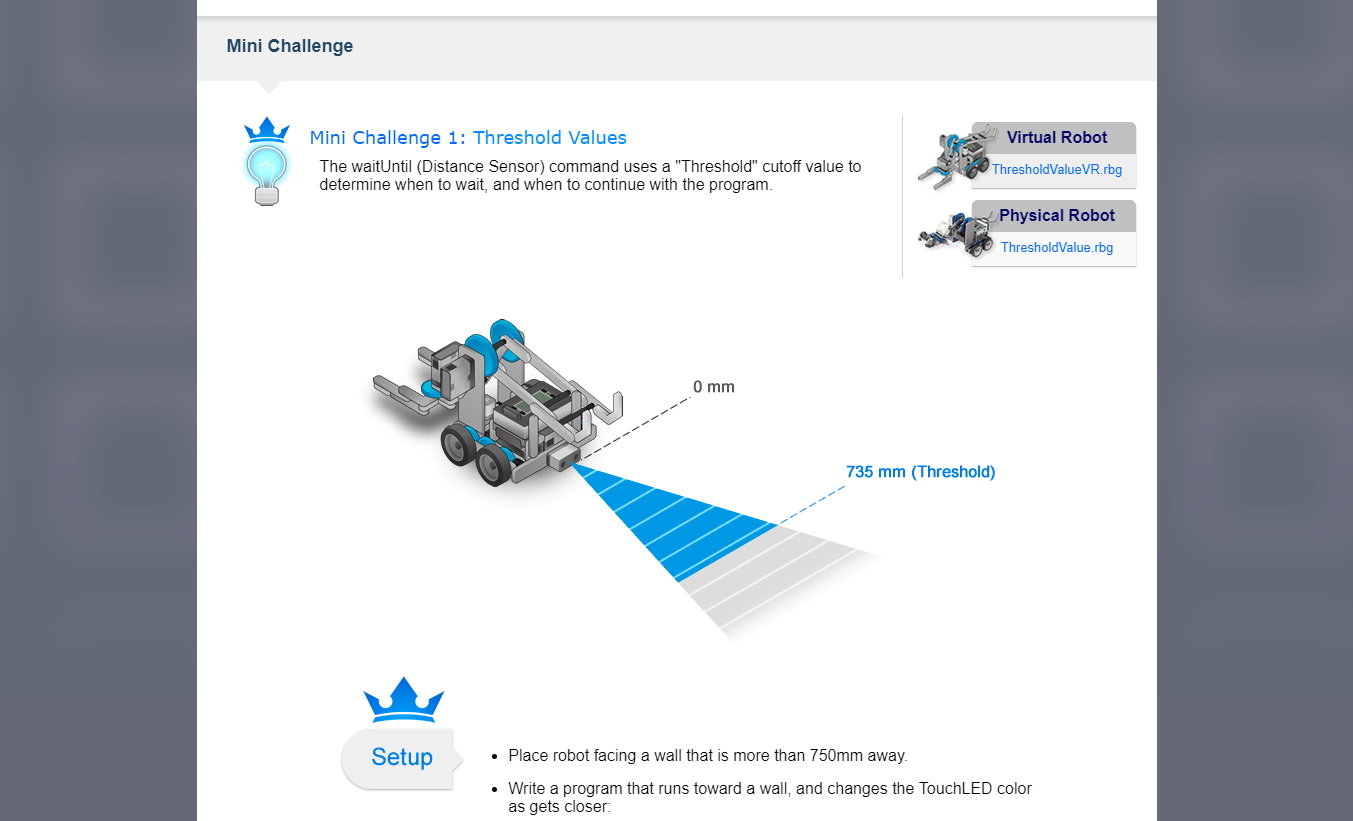 Mini Challenge
Mini Challenge 1: Threshold Values
The waitUntil (Distance Sensor) command uses a "Threshold" cutoff value to
determine when to wait, and when to continue with the program.
Virtual Robot
ThresholdValueVR.rbg
Physical Robot
ThresholdValue.rbg
0 mm
735 mm (Threshold)
Setup
• Place robot facing a wall that is more than 750mm away.
• Write a program that runs toward a wall, and changes the TouchLED color
as gets closer: